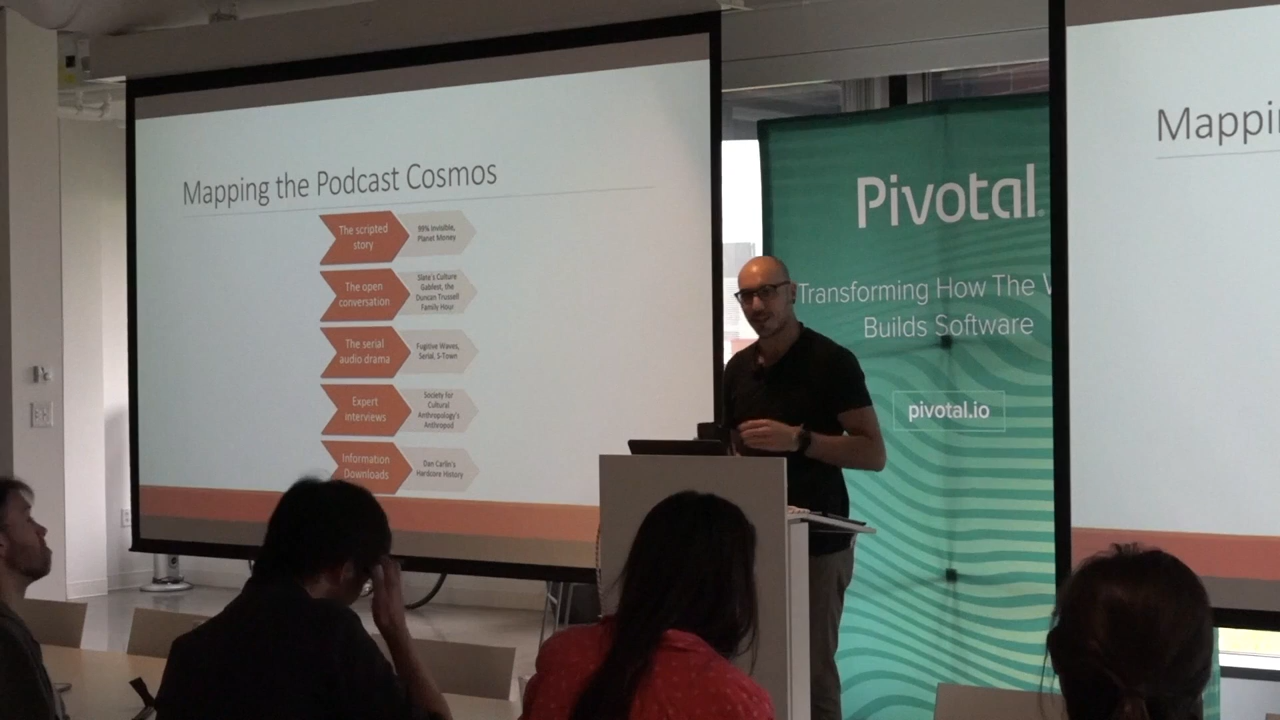 Mapping the Podcast Cosmos
The scripted
story
99% Invisible,
Planet Money
The open
conversation
Slate's Culture
Gabfest, the
Duncan Trussell
Family Hour
The serial
audio drama
Fugitive Waves,
Serial, S-Town
Expert
interviews
Society for
Cultural
Anthropology's
Anthropod
Information
Downloads
Dan Carlin's
Hardcore History
Pivotal
Transforming How The W
Builds Software
pivotal.io
Mappi